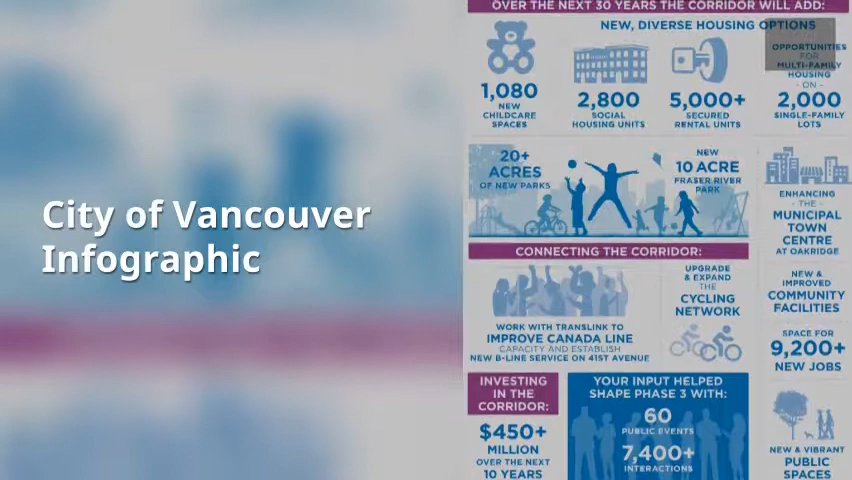 City of Vancouver
Infographic
OVER THE NEXT 30 YEARS THE CORRIDOR WILL ADD:
NEW, DIVERSE HOUSING OPTIONS
1,080
NEW
CHILDCARE
SPACES
2,800
SOCIAL
HOUSING UNITS
5,000+
SECURED
RENTAL UNITS
OPPORTUNITIES
FOR
MULTI-FAMILY
HOUSING
- ON -
2,000
SINGLE-FAMILY
LOTS
20+
ACRES
OF NEW PARKS
NEW
10 ACRE
FRASER RIVER
PARK
ENHANCING
- THE -
MUNICIPAL
TOWN
CENTRE
AT OAKRIDGE
CONNECTING THE CORRIDOR:
WORK WITH TRANSLINK TO
IMPROVE CANADA LINE
CAPACITY AND ESTABLISH
NEW B-LINE SERVICE ON 41ST AVENUE
UPGRADE
& EXPAND
THE
CYCLING
NETWORK
NEW &
IMPROVED
COMMUNITY
FACILITIES
SPACE FOR
9,200+
NEW JOBS
INVESTING
IN THE
CORRIDOR:
$450+
MILLION
OVER THE NEXT
10 YEARS
YOUR INPUT HELPED
SHAPE PHASE 3 WITH:
60
PUBLIC EVENTS
7,400+
INTERACTIONS
NEW & VIBRANT
PUBLIC
SPACES